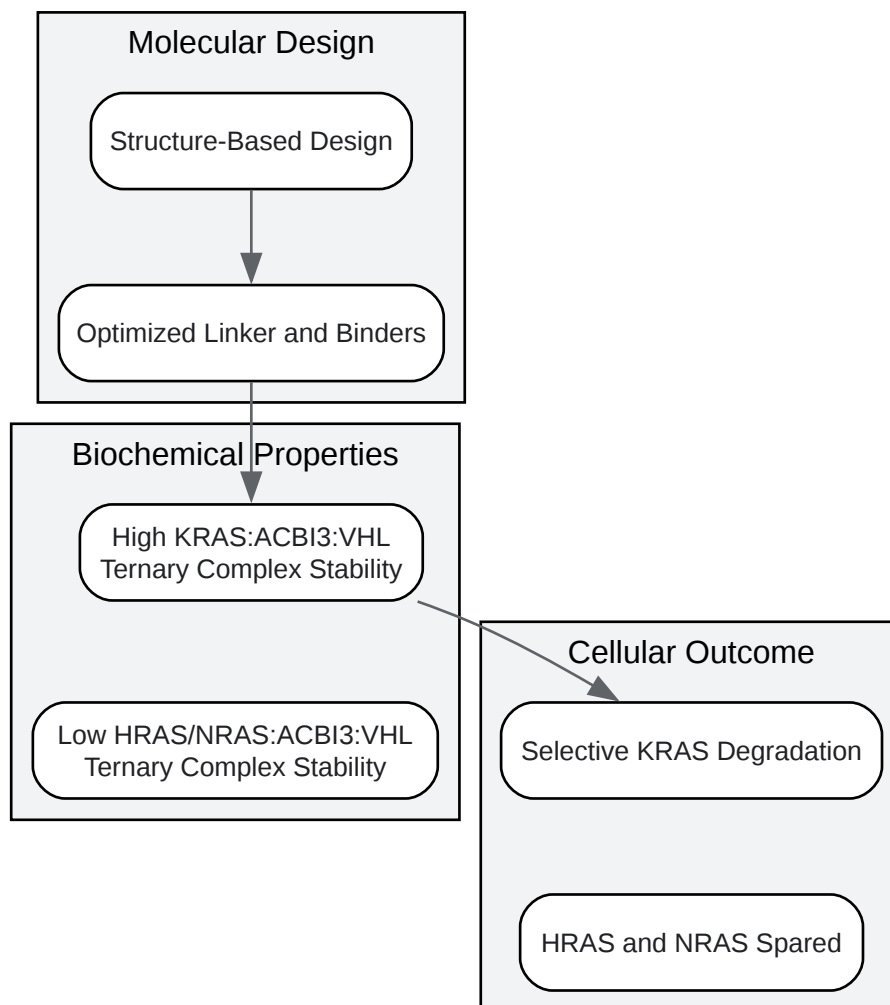 Molecular Design
Structure-Based Design
Optimized Linker and Binders
Biochemical Properties
High KRAS:ACBI3:VHL
Ternary Complex Stability
Low HRAS/NRAS:ACBI3:VHL
Ternary Complex Stability
Cellular Outcome
Selective KRAS Degradation
HRAS and NRAS Spared